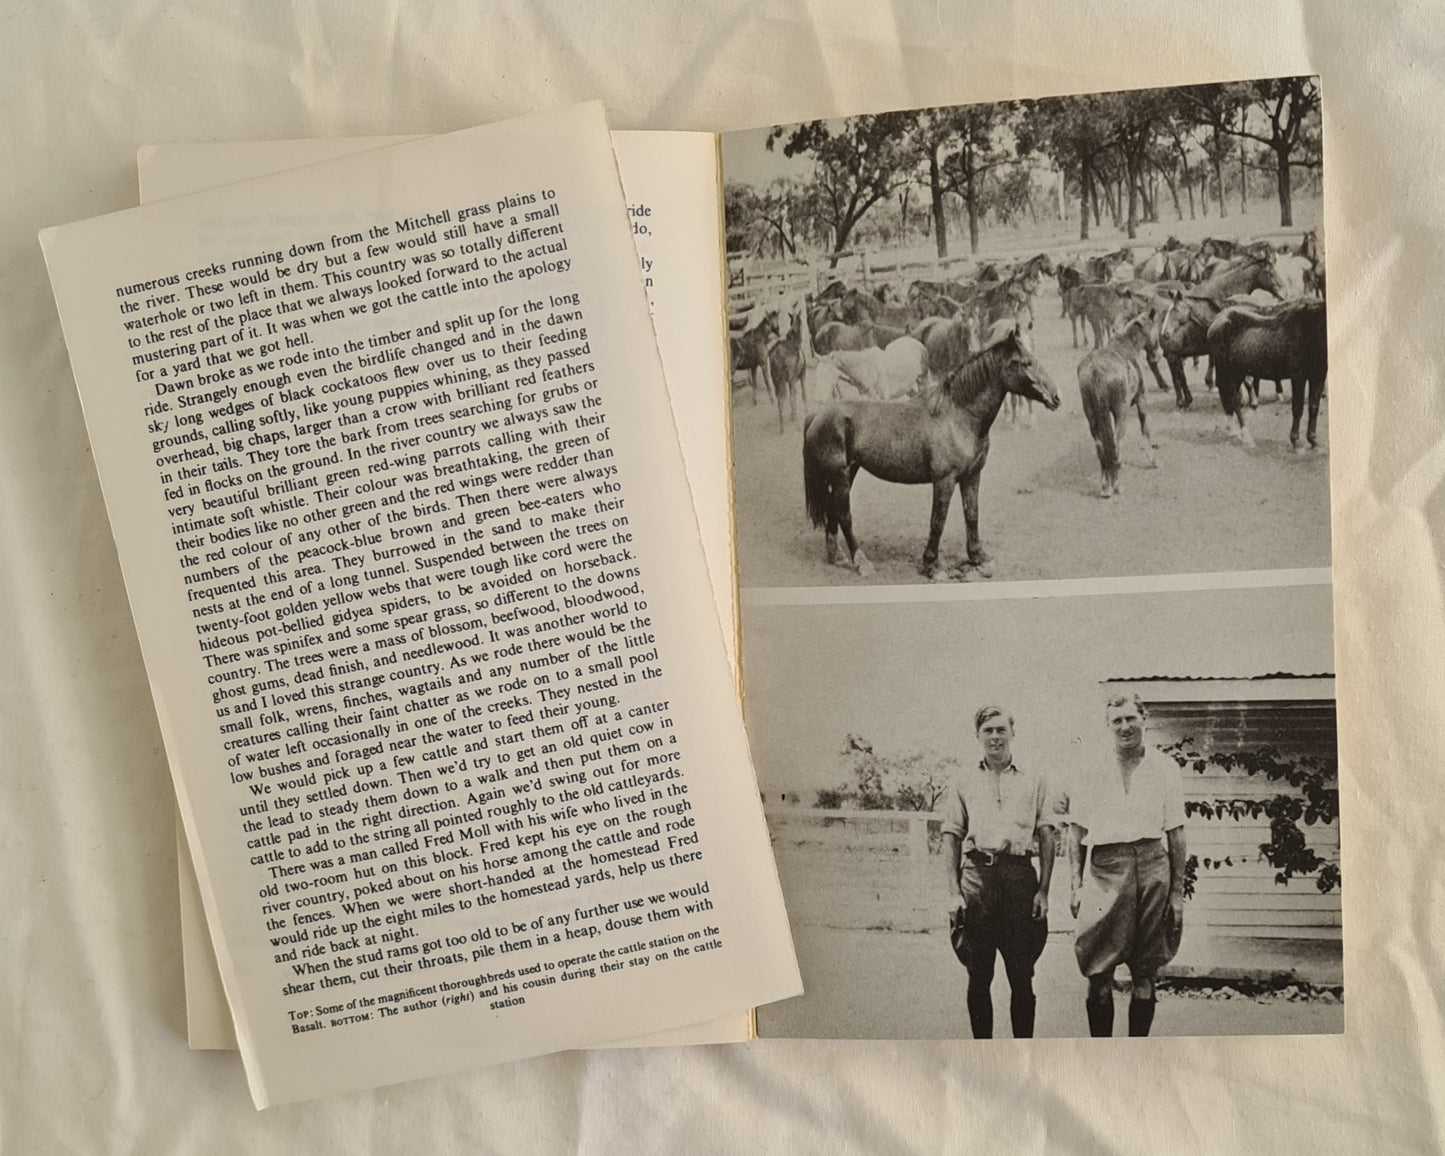 numerous creeks running down from the Mitchell grass plains to
the river. These would be dry but a few would still have a small
waterhole or two left in them. This country was so totally different
to the rest of the place that we always looked forward to the actual
mustering part of it. It was when we got the cattle into the apology
for a yard that we got hell.
Dawn broke as we rode into the timber and split up for the long
ride. Strangely enough even the birdlife changed and in the dawn
sky long wedges of black cockatoos flew over us to their feeding
grounds, calling softly, like young puppies whining, as they passed
overhead, big chaps, larger than a crow with brilliant red feathers
in their tails. They tore the bark from trees searching for grubs or
fed in flocks on the ground. In the river country we always saw the
very beautiful brilliant green red-wing parrots calling with their
intimate soft whistle. Their colour was breathtaking, the green of
their bodies like no other green and the red wings were redder than
the red colour of any other of the birds. Then there were always
numbers of the peacock-blue brown and green bee-eaters who
frequented this area. They burrowed in the sand to make their
nests at the end of a long tunnel. Suspended between the trees on
twenty-foot golden yellow webs that were tough like cord were the
hideous pot-bellied gidyea spiders, to be avoided on horseback.
There was spinifex and some spear grass, so different to the downs
country. The trees were a mass of blossom, beefwood, bloodwood,
ghost gums, dead finish, and needlewood. It was another world to
us and I loved this strange country. As we rode there would be the
small folk, wrens, finches, wagtails and any number of the little
creatures calling their faint chatter as we rode on to a small pool
of water left occasionally in one of the creeks. They nested in the
low bushes and foraged near the water to feed their young.
We would pick up a few cattle and start them off at a canter
until they settled down. Then we'd try to get an old quiet cow in
the lead to steady them down to a walk and then put them on a
cattle pad in the right direction. Again we'd swing out for more
cattle to add to the string all pointed roughly to the old cattleyards.
There was a man called Fred Moll with his wife who lived in the
old two-room hut on this block. Fred kept his eye on the rough
river country, poked about on his horse among the cattle and rode
the fences. When we were short-handed at the homestead Fred
would ride up the eight miles to the homestead yards, help us there
and ride back at night.
When the stud rams got too old to be of any further use we would
shear them, cut their throats, pile them in a heap, douse them with
TOP: Some of the magnificent thoroughbreds used to operate the cattle station on the
Basalt. BOTTOM: The author (right) and his cousin during their stay on the cattle
station
ride
do,
ly